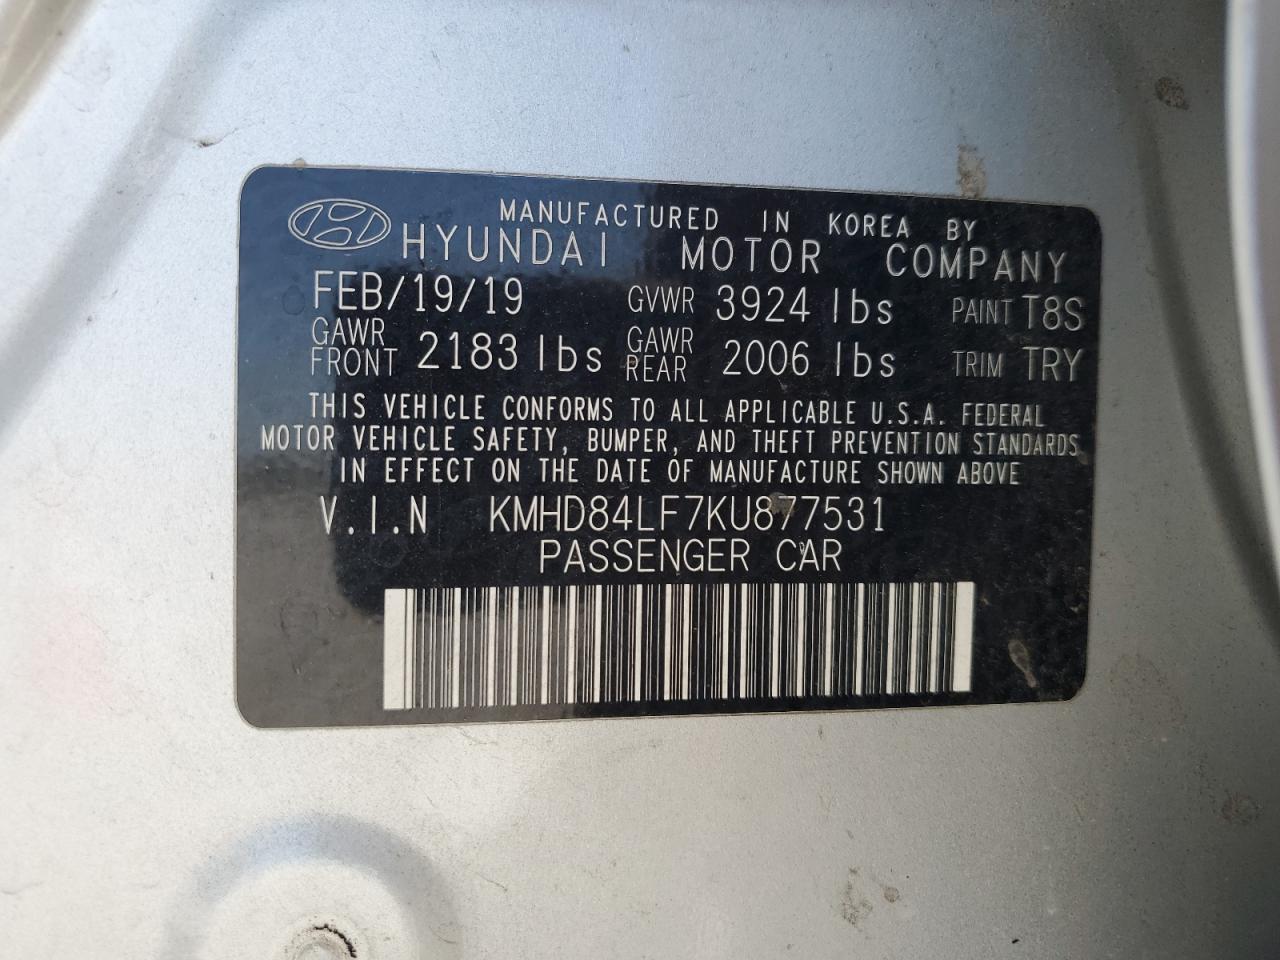 MANUFACTURED IN KOREA BY
HYUNDAI MOTOR COMPANY
FEB/19/19 GVWR 3924 lbs PAINT T8S
GAWR FRONT 2183 lbs GAWR REAR 2006 lbs TRIM TRY
THIS VEHICLE CONFORMS TO ALL APPLICABLE U.S.A. FEDERAL
MOTOR VEHICLE SAFETY, BUMPER, AND THEFT PREVENTION STANDARDS
IN EFFECT ON THE DATE OF MANUFACTURE SHOWN ABOVE
V.I.N KMHD84LF7KU877531
PASSENGER CAR